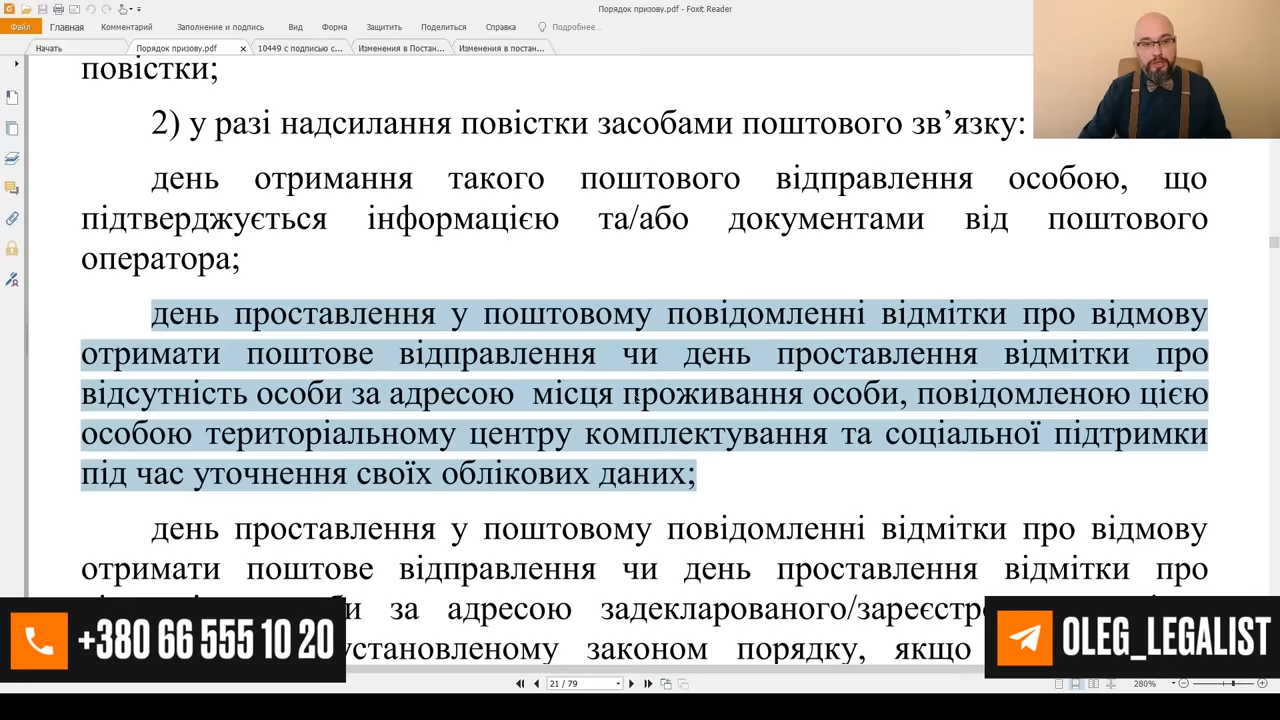 Порядок призову.pdf - Foxit Reader
Файл Главная Комментарий Заполнение и подпись Вид Форма Защитить Поделиться Справка Подробнее...
Начать Порядок призову.pdf 10449 с подписью с... Изменения в Постан... Изменения в постан...
повістки;
2) у разі надсилання повістки засобами поштового зв’язку:
день отримання такого поштового відправлення особою, що
підтверджується інформацією та/або документами від поштового
оператора;
день проставлення у поштовому повідомленні відмітки про відмову
отримати поштове відправлення чи день проставлення відмітки про
відсутність особи за адресою місця проживання особи, повідомленою цією
особою територіальному центру комплектування та соціальної підтримки
під час уточнення своїх облікових даних;
день проставлення у поштовому повідомленні відмітки про відмову
отримати поштове відправлення чи день проставлення відмітки про
за адресою
установленому законом порядку, якщо
+380 66 555 10 20
OLEG_LEGALIST
21 / 79
280%